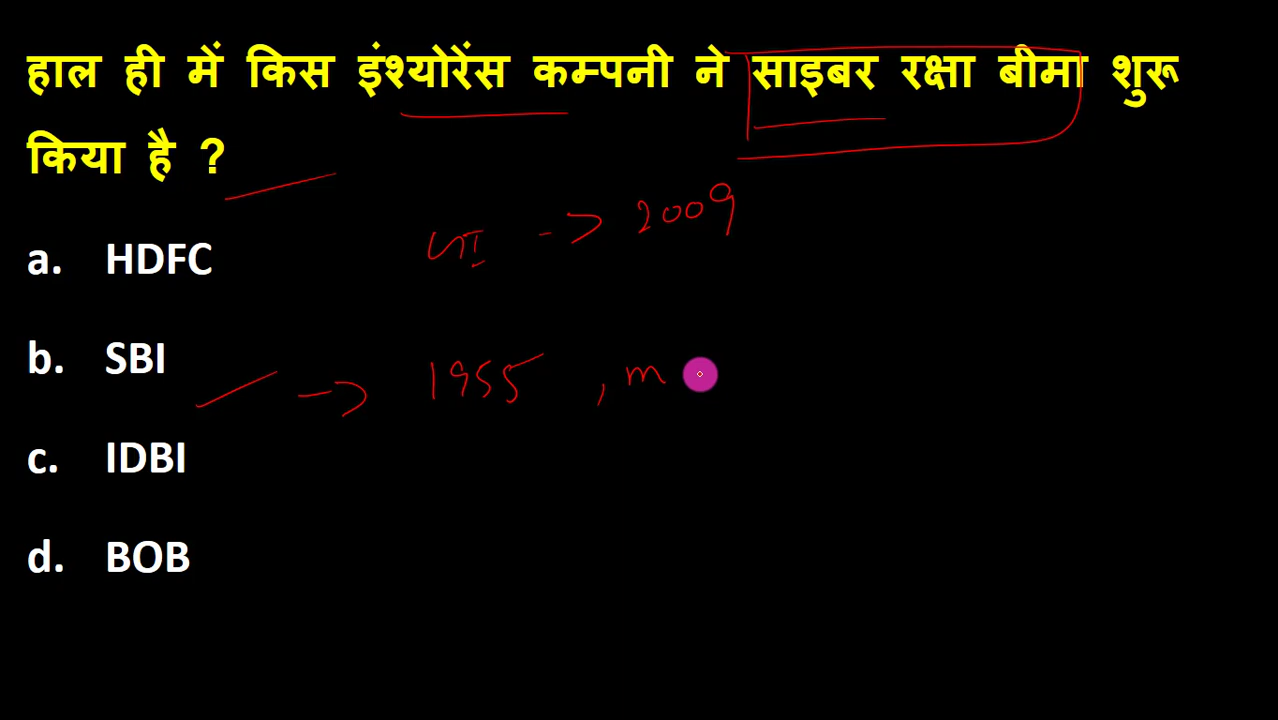 हाल ही में किस इंश्योरेंस कम्पनी ने साइबर रक्षा बीमा शुरू
किया है ?
2009
a. HDFC
b. SBI
1955 , m
c. IDBI
d. BOB